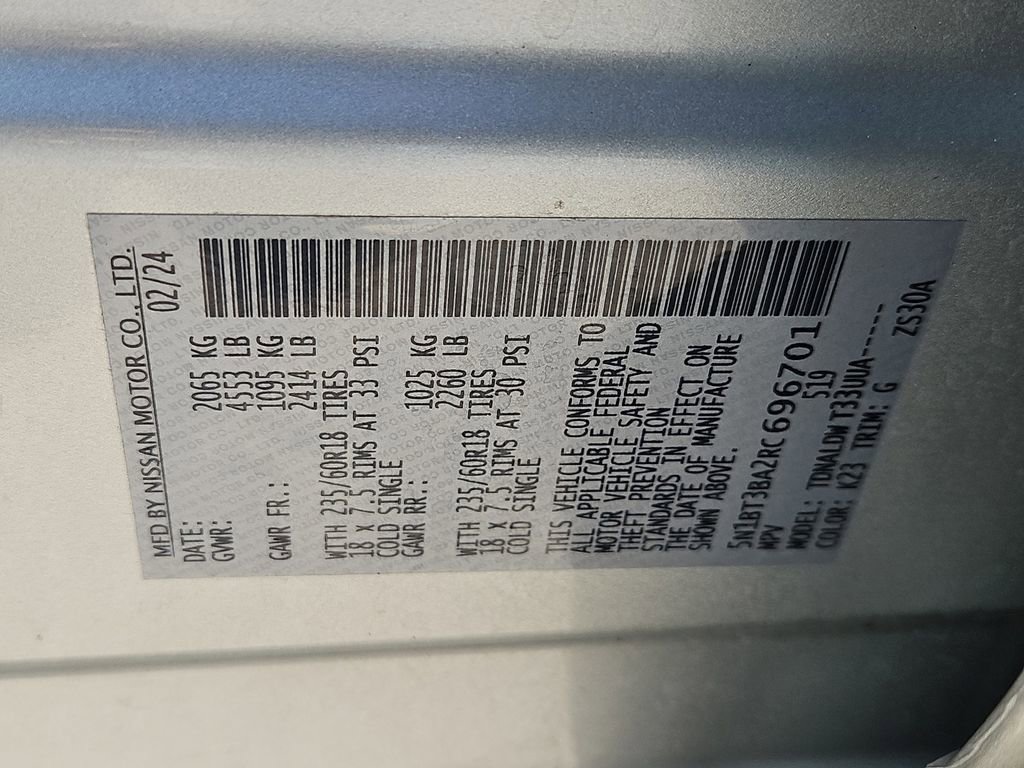 MFD BY NISSAN MOTOR CO., LTD.
DATE: 02/24
GVWR: 2065 KG
4553 LB
GAWR FR.: 1095 KG
2414 LB
WITH 235/60R18 TIRES
18 X 7.5 RIMS AT 33 PSI
COLD SINGLE
GAWR RR.: 1025 KG
2260 LB
WITH 235/60R18 TIRES
18 X 7.5 RIMS AT 30 PSI
COLD SINGLE
THIS VEHICLE CONFORMS TO
ALL APPLICABLE FEDERAL
MOTOR VEHICLE SAFETY AND
THEFT PREVENTION
STANDARDS IN EFFECT ON
THE DATE OF MANUFACTURE
SHOWN ABOVE.
5N1BT3BA2RC696701
MPV 519
MODEL: TDNALDW T33UUA-----
COLOR: K23 TRIM: G ZS30A